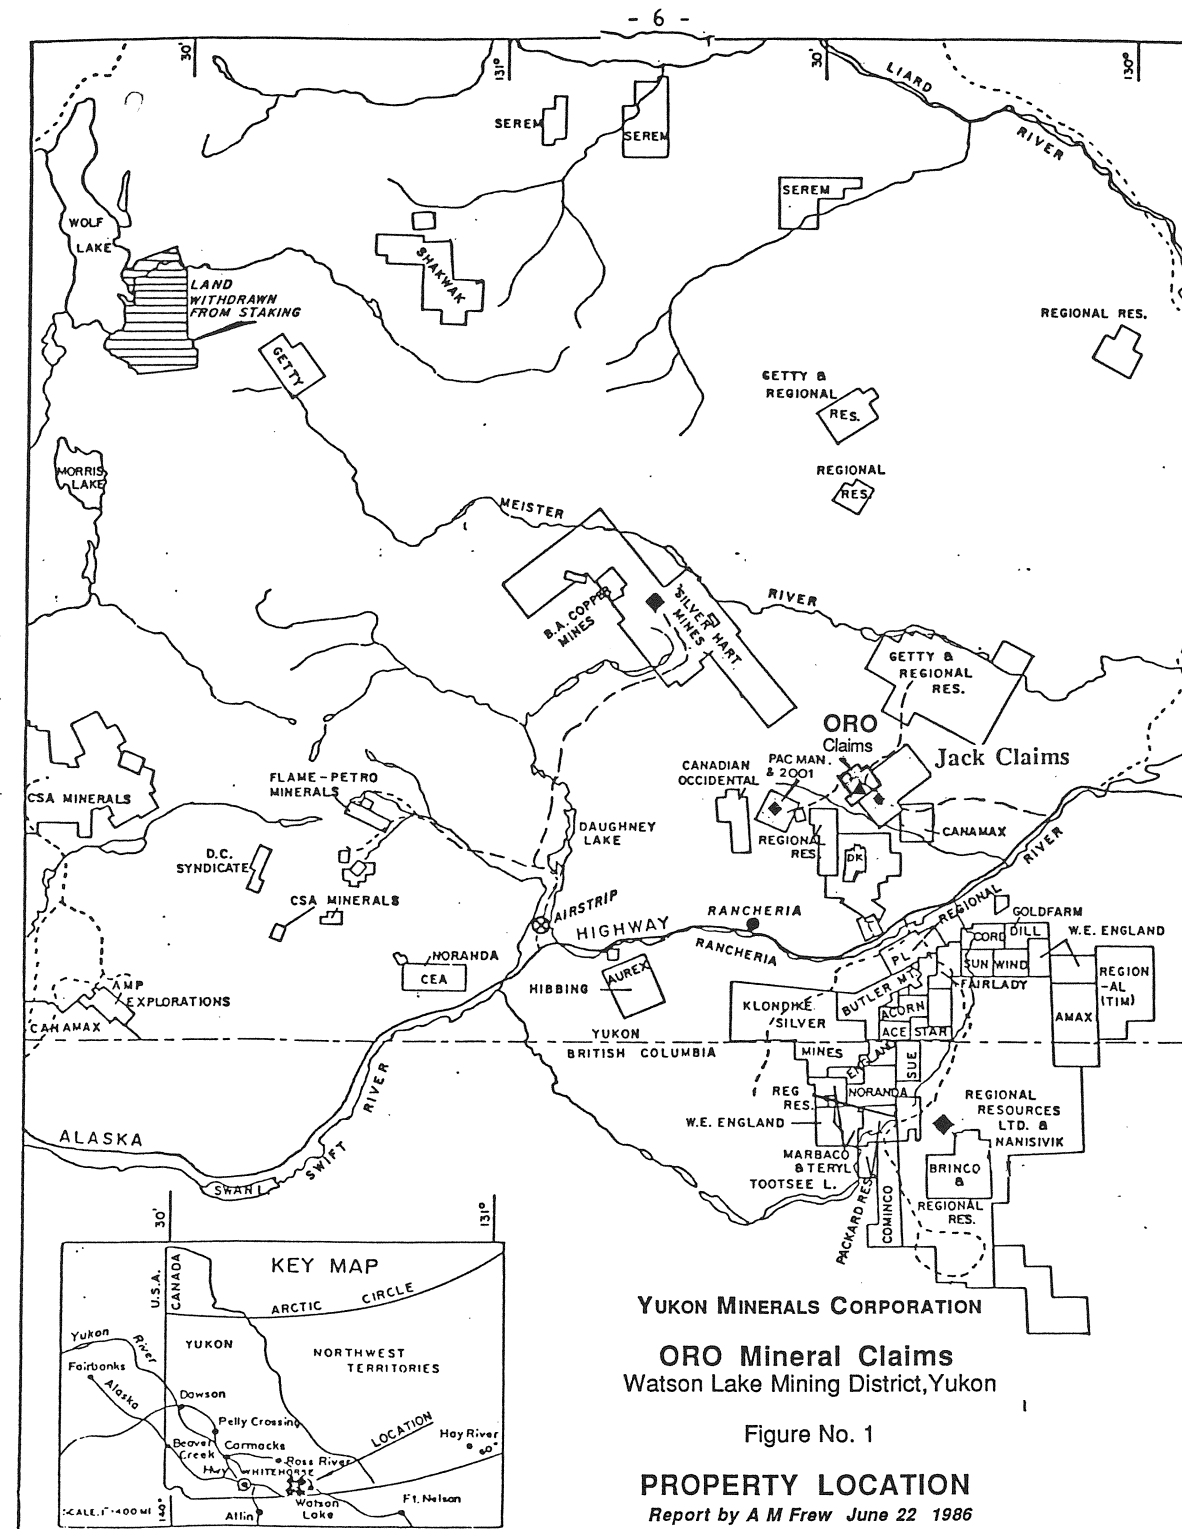 - 6 -
30'
131°
30'
130°
LIARD
RIVER
SEREM
SEREM
SEREM
WOLF
LAKE
SHAKWAK
LAND
WITHDRAWN
FROM STAKING
REGIONAL RES.
GETTY
GETTY &
REGIONAL
RES.
MORRIS
LAKE
REGIONAL
RES.
MEISTER
RIVER
B.A. COPPER
MINES
SILVER HART
MINES
GETTY &
REGIONAL
RES.
ORO
Claims
Jack Claims
CANADIAN
OCCIDENTAL
PAC MAN.
& 2001
FLAME-PETRO
MINERALS
CSA MINERALS
DAUGHNEY
LAKE
REGIONAL
RES.
CANAMAX
DK
RIVER
D.C.
SYNDICATE
CSA MINERALS
AIRSTRIP
HIGHWAY
RANCHERIA
RANCHERIA
REGIONAL
GOLDFARM
CORD
DILL
W.E. ENGLAND
NORANDA
CEA
AUREX
HIBBING
PL
SUN
WIND
REGION
-AL
(TIM)
FAIRLADY
BUTLER MT.
AMP
EXPLORATIONS
CANAMAX
KLONDIKE
SILVER
ACORN
AMAX
ACE
STAR
YUKON
BRITISH COLUMBIA
MINES
ENGLAND
SUE
REG
RES.
NORANDA
W.E. ENGLAND
REGIONAL
RESOURCES
LTD. &
NANISIVIK
ALASKA
RIVER
SWIFT
SWAN L.
MARBACO
& TERYL
TOOTSEE L.
BRINCO
&
REGIONAL
RES.
PACKARD RES.
COMINCO
30'
131°
KEY MAP
U.S.A.
CANADA
ARCTIC CIRCLE
YUKON
NORTHWEST
TERRITORIES
Yukon
River
Fairbanks
Alaska
Dawson
Pelly Crossing
Beaver
Creek
Carmacks
Ross River
LOCATION
Hay River
60°
Hwy
WHITEHORSE
Watson
Lake
Ft. Nelson
Atlin
SCALE.1"=400 MI
140°
YUKON MINERALS CORPORATION
ORO Mineral Claims
Watson Lake Mining District,Yukon
Figure No. 1
PROPERTY LOCATION
Report by A M Frew June 22 1986